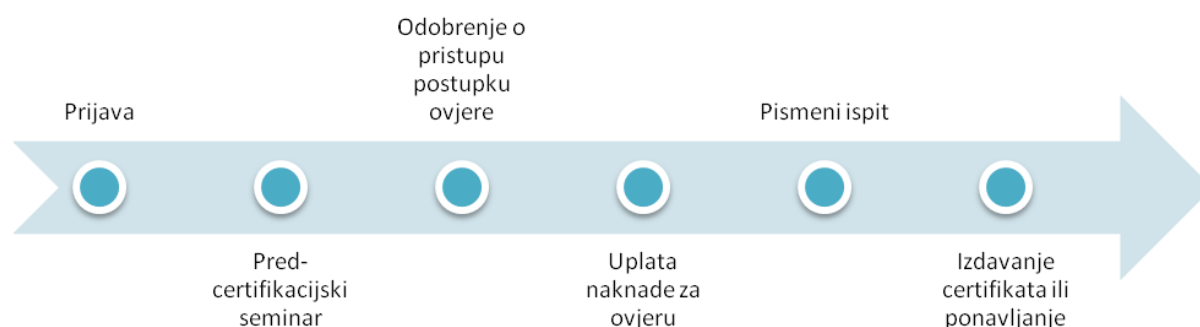 Prijava
Pred-
certifikacijski
seminar
Odobrenje o
pristupu
postupku
ovjere
Uplata
naknade za
ovjeru
Pismeni ispit
Izdavanje
certifikata ili
ponavljanje